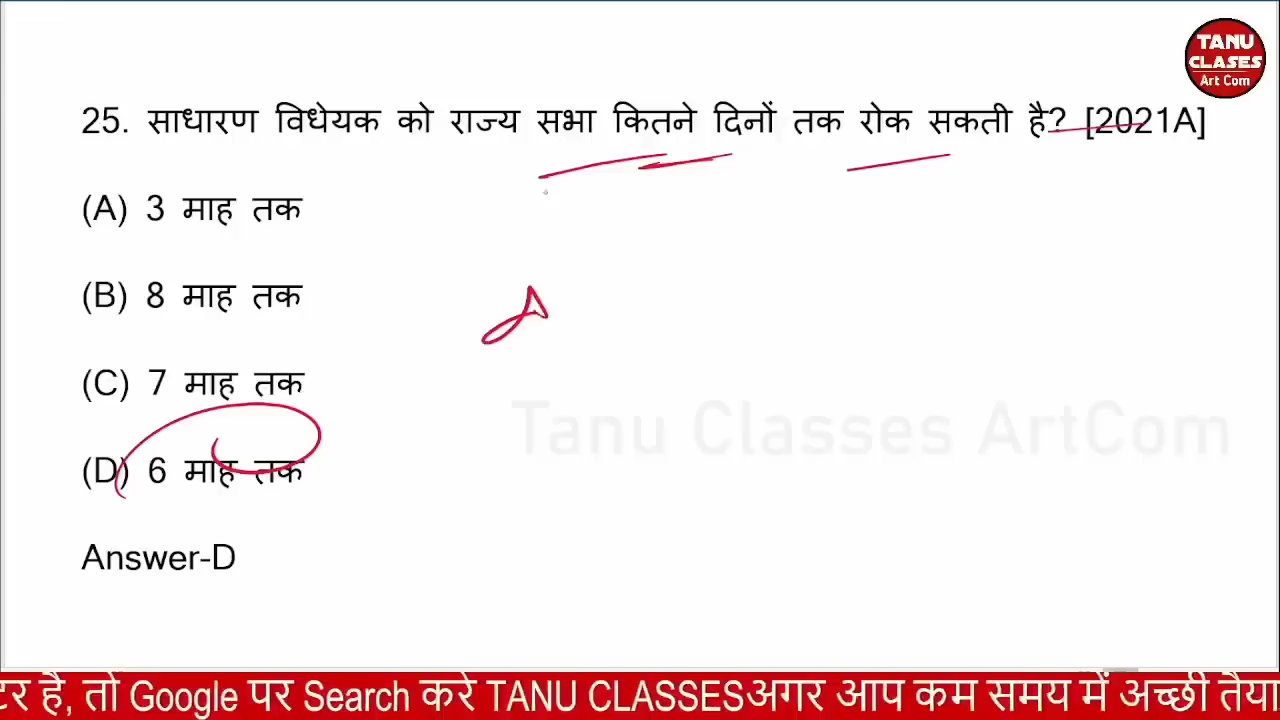 TANU
CLASES
Art Com
25. साधारण विधेयक को राज्य सभा कितने दिनों तक रोक सकती है? [2021A]
(A) 3 माह तक
(B) 8 माह तक
(C) 7 माह तक
Tanu Classes ArtCom
(D) 6 माह तक
Answer-D
टर है, तो Google पर Search करे TANU CLASSESअगर आप कम समय में अच्छी तैया